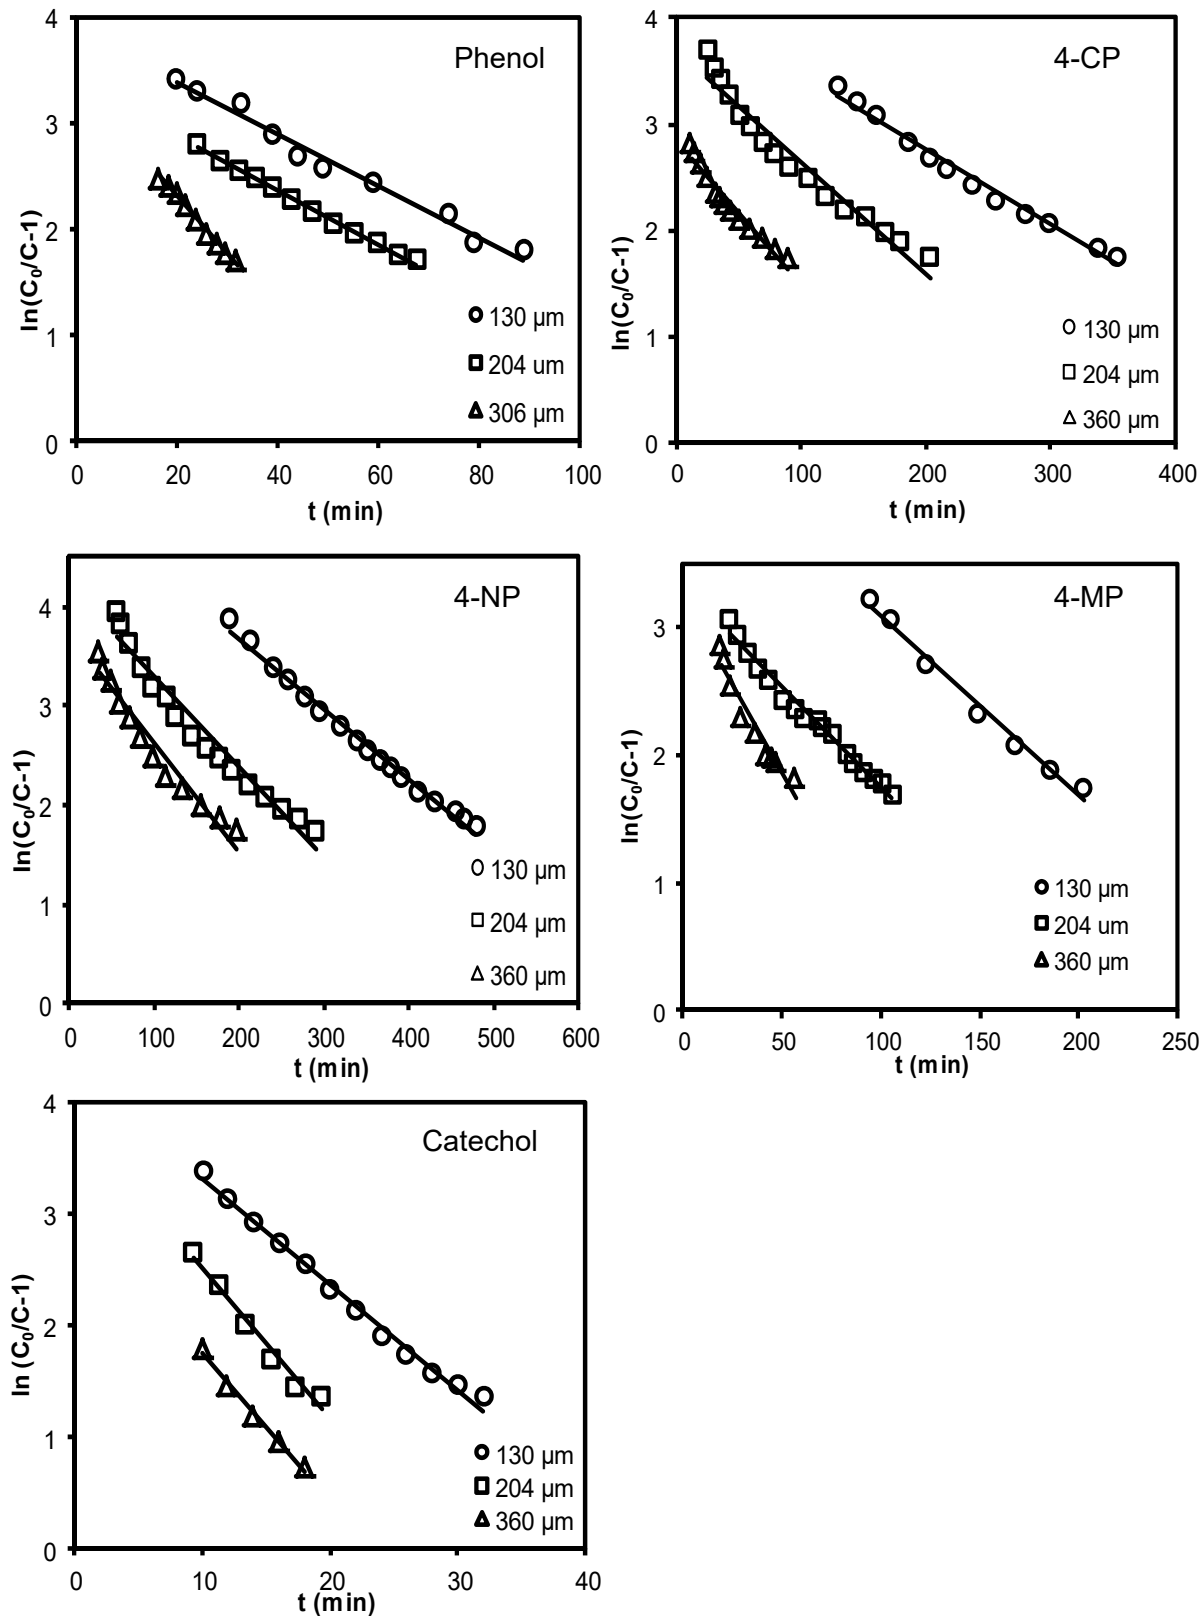 Phenol
ln(C₀/C-1)
4
3
2
1
0
130 µm
204 um
306 µm
0 20 40 60 80 100
t (min)
4-CP
ln(C₀/C-1)
4
3
2
1
0
130 µm
204 µm
360 µm
0 100 200 300 400
t (min)
4-NP
ln(C₀/C-1)
4
3
2
1
0
130 µm
204 µm
360 µm
0 100 200 300 400 500 600
t (min)
4-MP
ln(C₀/C-1)
3
2
1
0
130 µm
204 um
360 µm
0 50 100 150 200 250
t (min)
Catechol
ln (C₀/C-1)
4
3
2
1
0
130 µm
204 µm
360 µm
0 10 20 30 40
t (min)